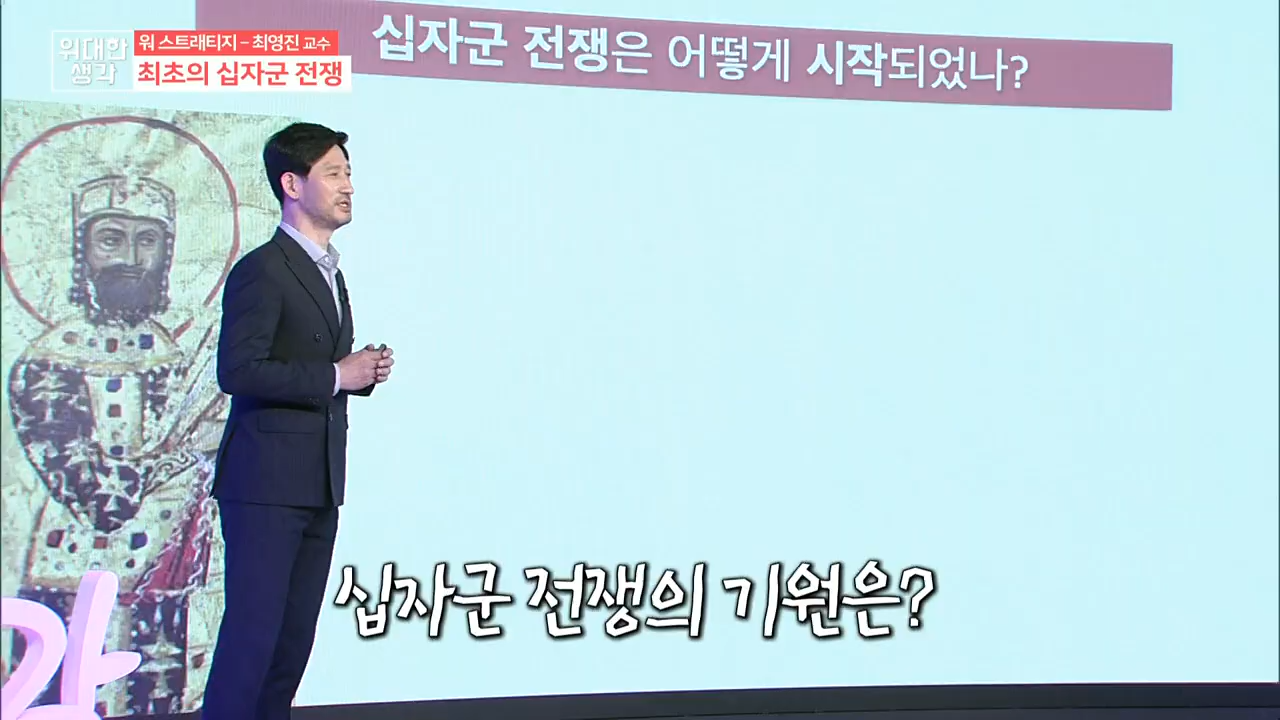 위대한
생각
워 스트래티지 – 최영진 교수
최초의 십자군 전쟁
십자군 전쟁은 어떻게 시작되었나?
십자군 전쟁의 기원은?
각